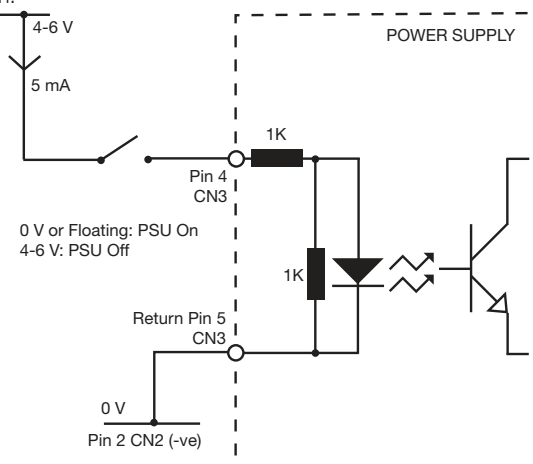 4-6 V
POWER SUPPLY
5 mA
1K
Pin 4
CN3
0 V or Floating: PSU On
4-6 V: PSU Off
1K
Return Pin 5
CN3
0 V
Pin 2 CN2 (-ve)